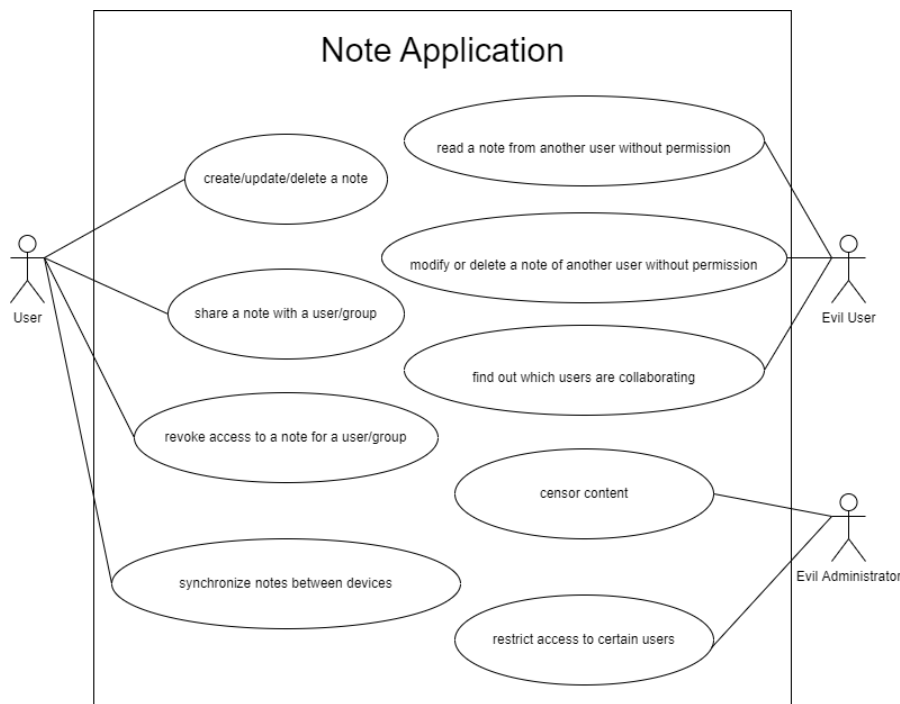 Note Application
read a note from another user without permission
create/update/delete a note
modify or delete a note of another user without permission
share a note with a user/group
User
Evil User
find out which users are collaborating
revoke access to a note for a user/group
censor content
synchronize notes between devices
Evil Administrator
restrict access to certain users